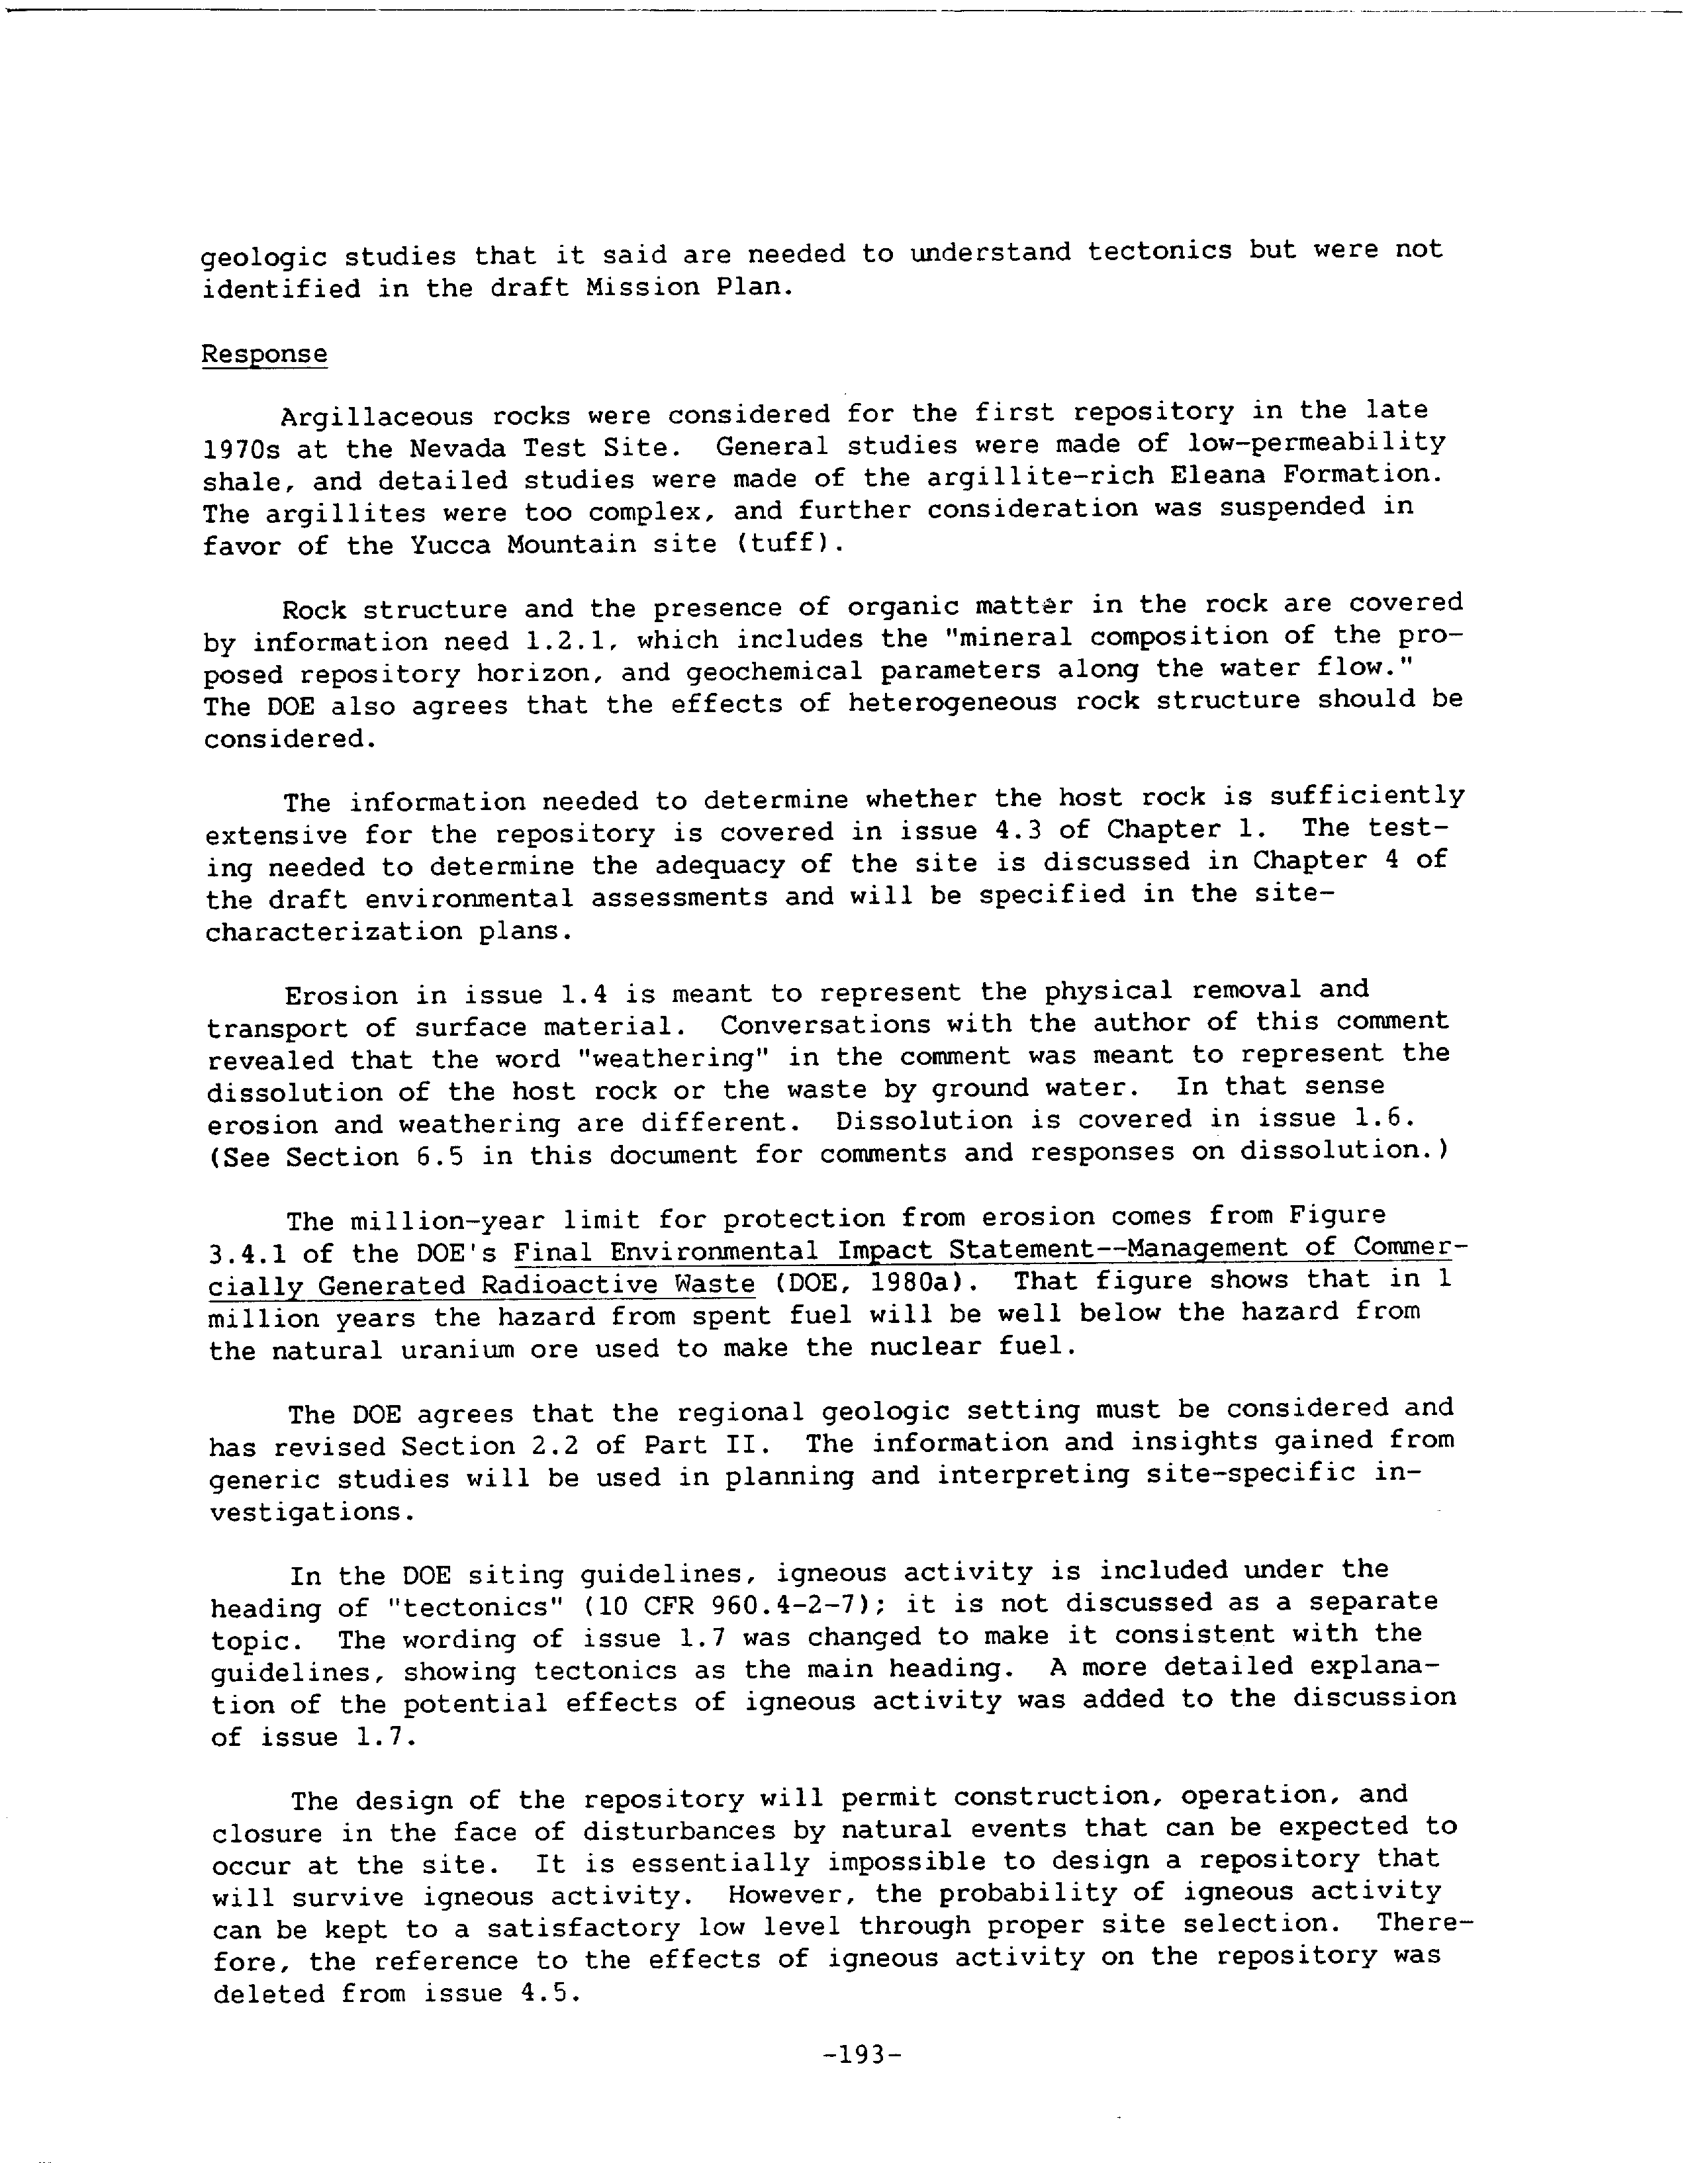 geologic studies that it said are needed to understand tectonics but were not
identified in the draft Mission Plan.
Response
Argillaceous rocks were considered for the first repository in the late
1970s at the Nevada Test Site. General studies were made of low-permeability
shale, and detailed studies were made of the argillite-rich Eleana Formation.
The argillites were too complex, and further consideration was suspended in
favor of the Yucca Mountain site (tuff).
Rock structure and the presence of organic matter in the rock are covered
by information need 1.2.1, which includes the "mineral composition of the pro-
posed repository horizon, and geochemical parameters along the water flow."
The DOE also agrees that the effects of heterogeneous rock structure should be
considered.
The information needed to determine whether the host rock is sufficiently
extensive for the repository is covered in issue 4.3 of Chapter 1. The test-
ing needed to determine the adequacy of the site is discussed in Chapter 4 of
the draft environmental assessments and will be specified in the site-
characterization plans.
Erosion in issue 1.4 is meant to represent the physical removal and
transport of surface material. Conversations with the author of this comment
revealed that the word "weathering" in the comment was meant to represent the
dissolution of the host rock or the waste by ground water. In that sense
erosion and weathering are different. Dissolution is covered in issue 1.6.
(See Section 6.5 in this document for comments and responses on dissolution.)
The million-year limit for protection from erosion comes from Figure
3.4.1 of the DOE's Final Environmental Impact Statement--Management of Commer-
cially Generated Radioactive Waste (DOE, 1980a). That figure shows that in 1
million years the hazard from spent fuel will be well below the hazard from
the natural uranium ore used to make the nuclear fuel.
The DOE agrees that the regional geologic setting must be considered and
has revised Section 2.2 of Part II. The information and insights gained from
generic studies will be used in planning and interpreting site-specific in-
vestigations.
In the DOE siting guidelines, igneous activity is included under the
heading of "tectonics" (10 CFR 960.4-2-7); it is not discussed as a separate
topic. The wording of issue 1.7 was changed to make it consistent with the
guidelines, showing tectonics as the main heading. A more detailed explana-
tion of the potential effects of igneous activity was added to the discussion
of issue 1.7.
The design of the repository will permit construction, operation, and
closure in the face of disturbances by natural events that can be expected to
occur at the site. It is essentially impossible to design a repository that
will survive igneous activity. However, the probability of igneous activity
can be kept to a satisfactory low level through proper site selection. There-
fore, the reference to the effects of igneous activity on the repository was
deleted from issue 4.5.
-193-